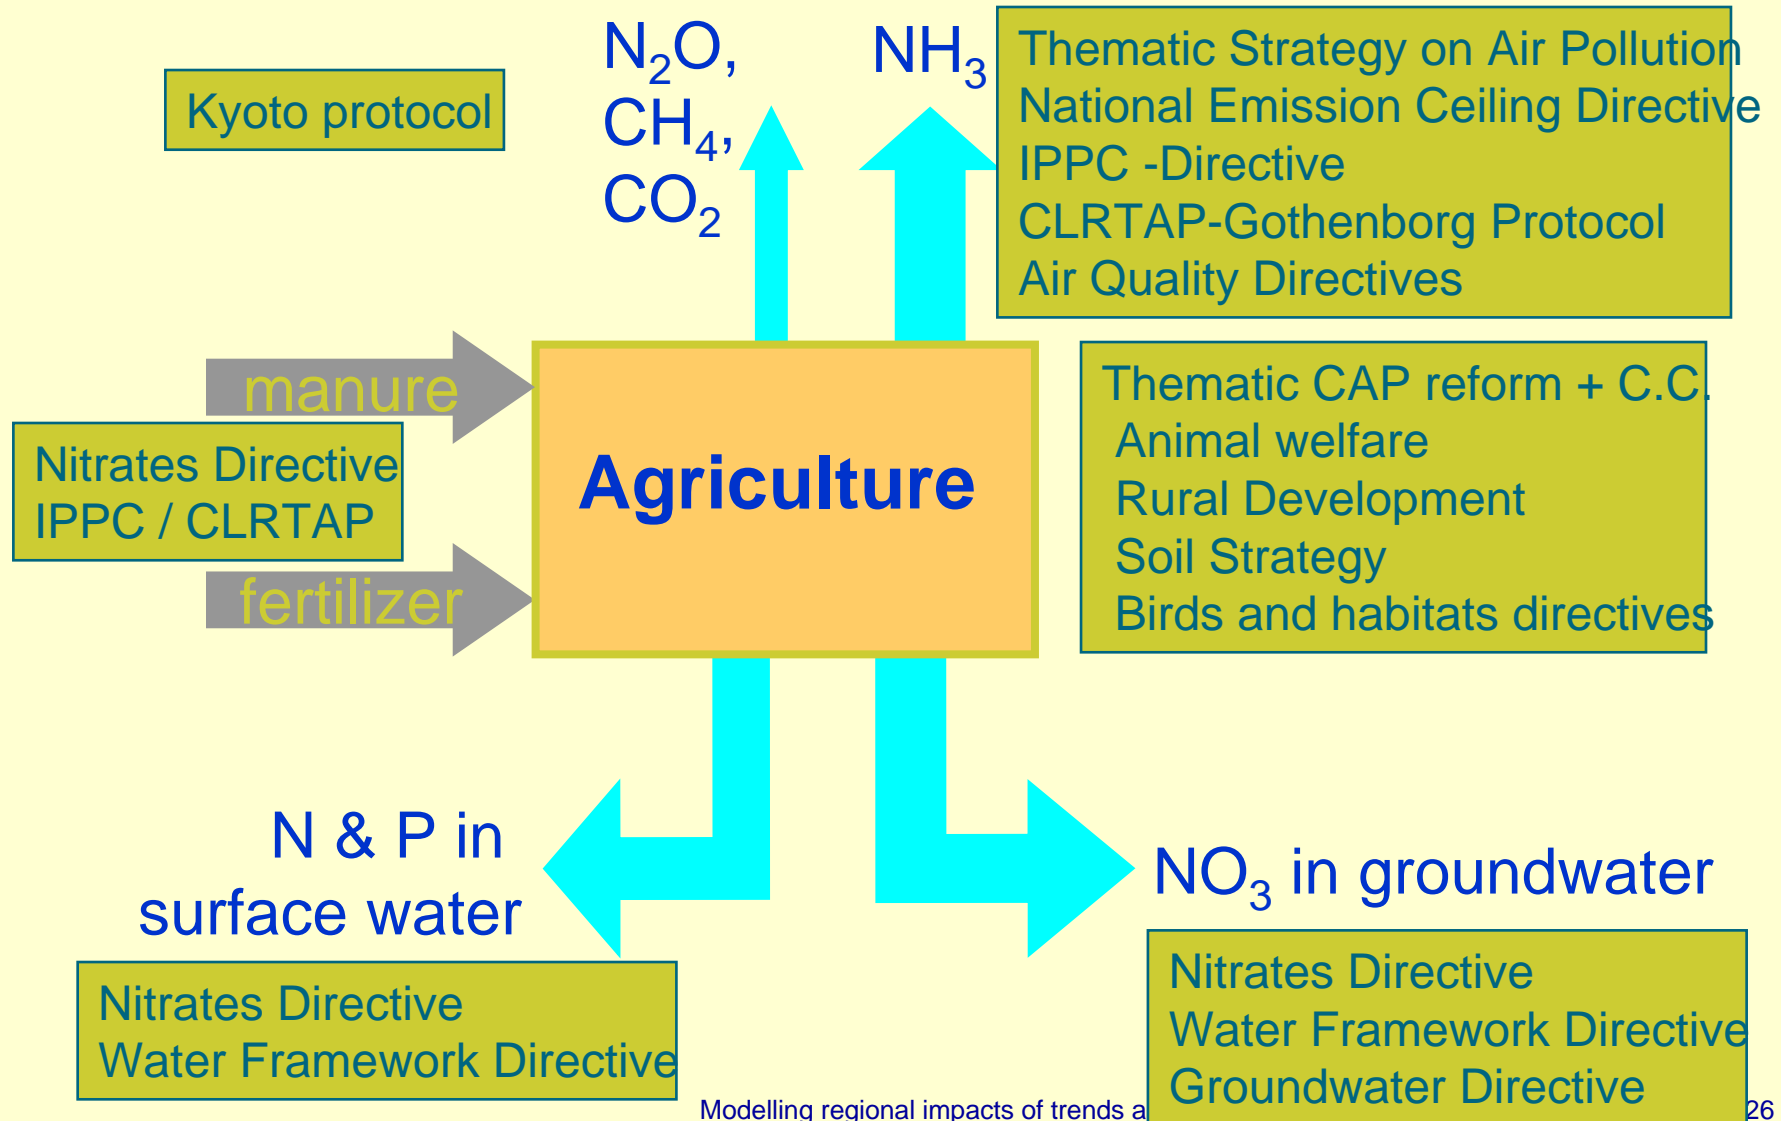 Kyoto protocol
N₂O,
CH₄,
CO₂
NH₃
Thematic Strategy on Air Pollution
National Emission Ceiling Directive
IPPC -Directive
CLRTAP-Gothenborg Protocol
Air Quality Directives
manure
Nitrates Directive
IPPC / CLRTAP
fertilizer
Agriculture
Thematic CAP reform + C.C.
Animal welfare
Rural Development
Soil Strategy
Birds and habitats directives
N & P in
surface water
Nitrates Directive
Water Framework Directive
NO₃ in groundwater
Nitrates Directive
Water Framework Directive
Groundwater Directive
Modelling regional impacts of trends a
26